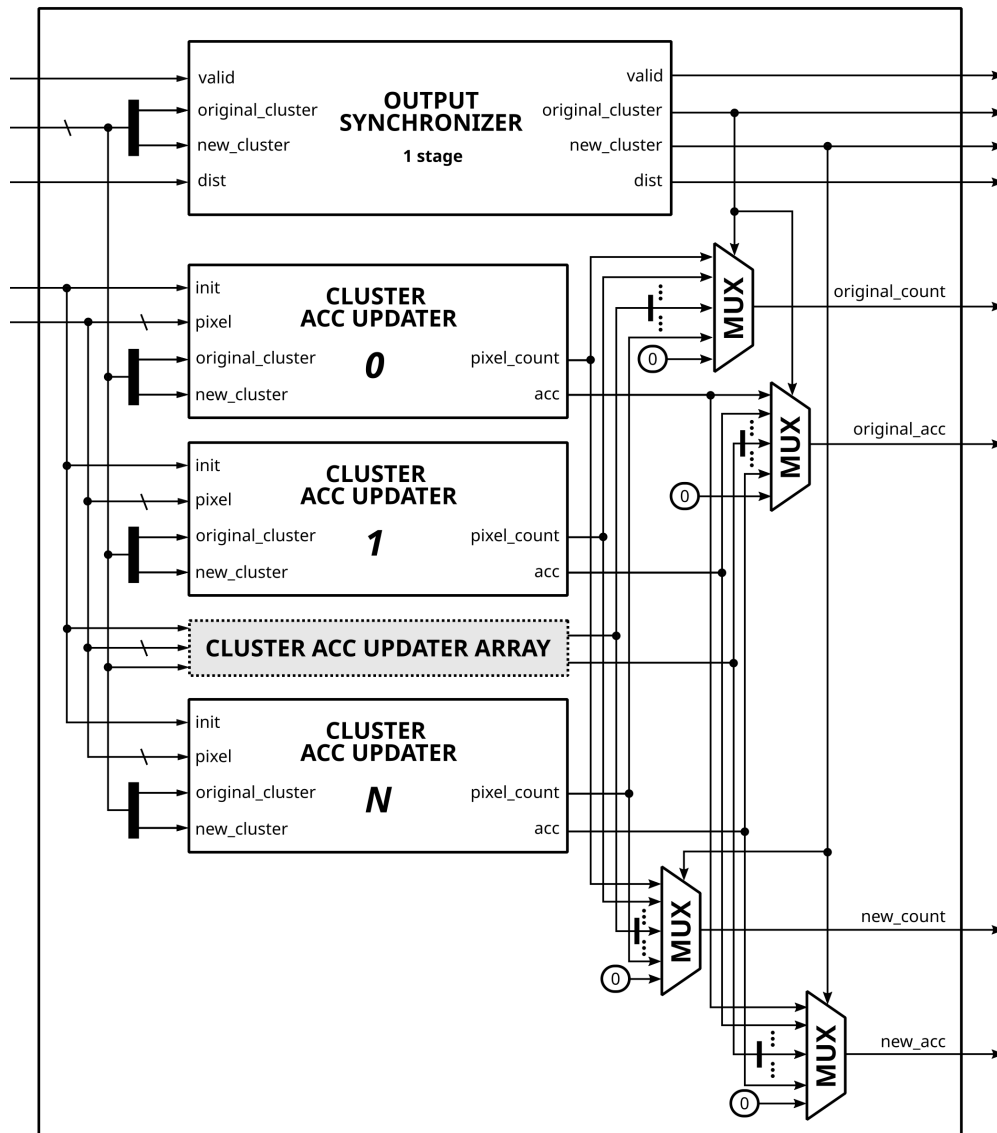 valid
original_cluster
new_cluster
dist
OUTPUT
SYNCHRONIZER
1 stage
valid
original_cluster
new_cluster
dist
init
pixel
original_cluster
new_cluster
CLUSTER
ACC UPDATER
0
pixel_count
acc
init
pixel
original_cluster
new_cluster
CLUSTER
ACC UPDATER
1
pixel_count
acc
CLUSTER ACC UPDATER ARRAY
init
pixel
original_cluster
new_cluster
CLUSTER
ACC UPDATER
N
pixel_count
acc
0
MUX
original_count
0
MUX
original_acc
0
MUX
new_count
0
MUX
new_acc